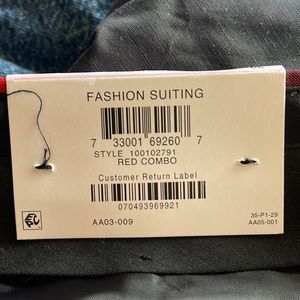 FASHION SUITING
7 33001 69260 7
STYLE 100102791
RED COMBO
Customer Return Label
070493969921
AA03-009
35-P1-29
AA05-001